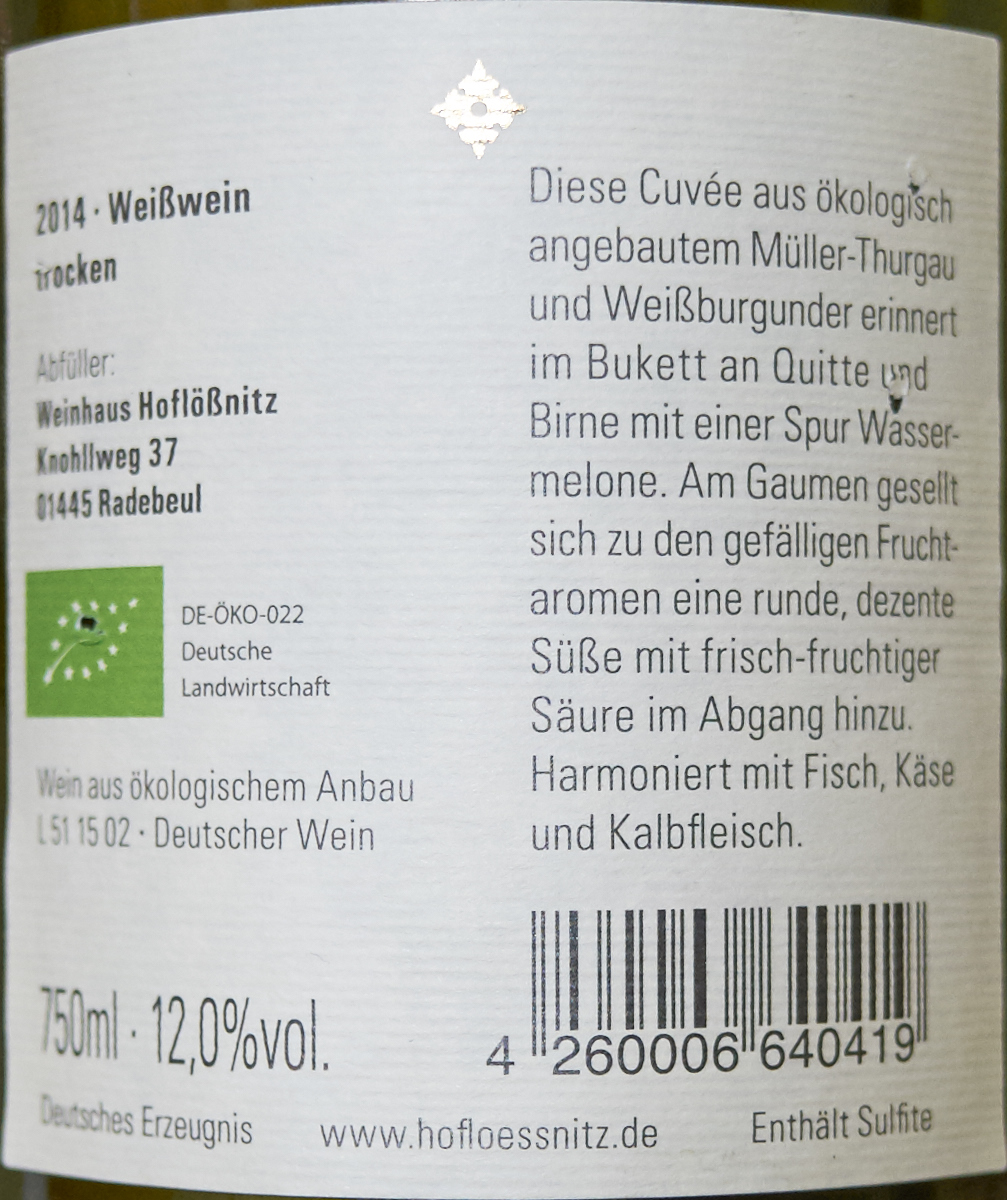 2014 · Weißwein
trocken
Abfüller:
Weinhaus Hoflößnitz
Knohllweg 37
01445 Radebeul
DE-ÖKO-022
Deutsche
Landwirtschaft
Wein aus ökologischem Anbau
L 51 15 02 · Deutscher Wein
750ml · 12,0%vol.
Deutsches Erzeugnis
Diese Cuvée aus ökologisch
angebautem Müller-Thurgau
und Weißburgunder erinnert
im Bukett an Quitte und
Birne mit einer Spur Wasser-
melone. Am Gaumen gesellt
sich zu den gefälligen Frucht-
aromen eine runde, dezente
Süße mit frisch-fruchtiger
Säure im Abgang hinzu.
Harmoniert mit Fisch, Käse
und Kalbfleisch.
4 260006 640419
www.hofloessnitz.de
Enthält Sulfite